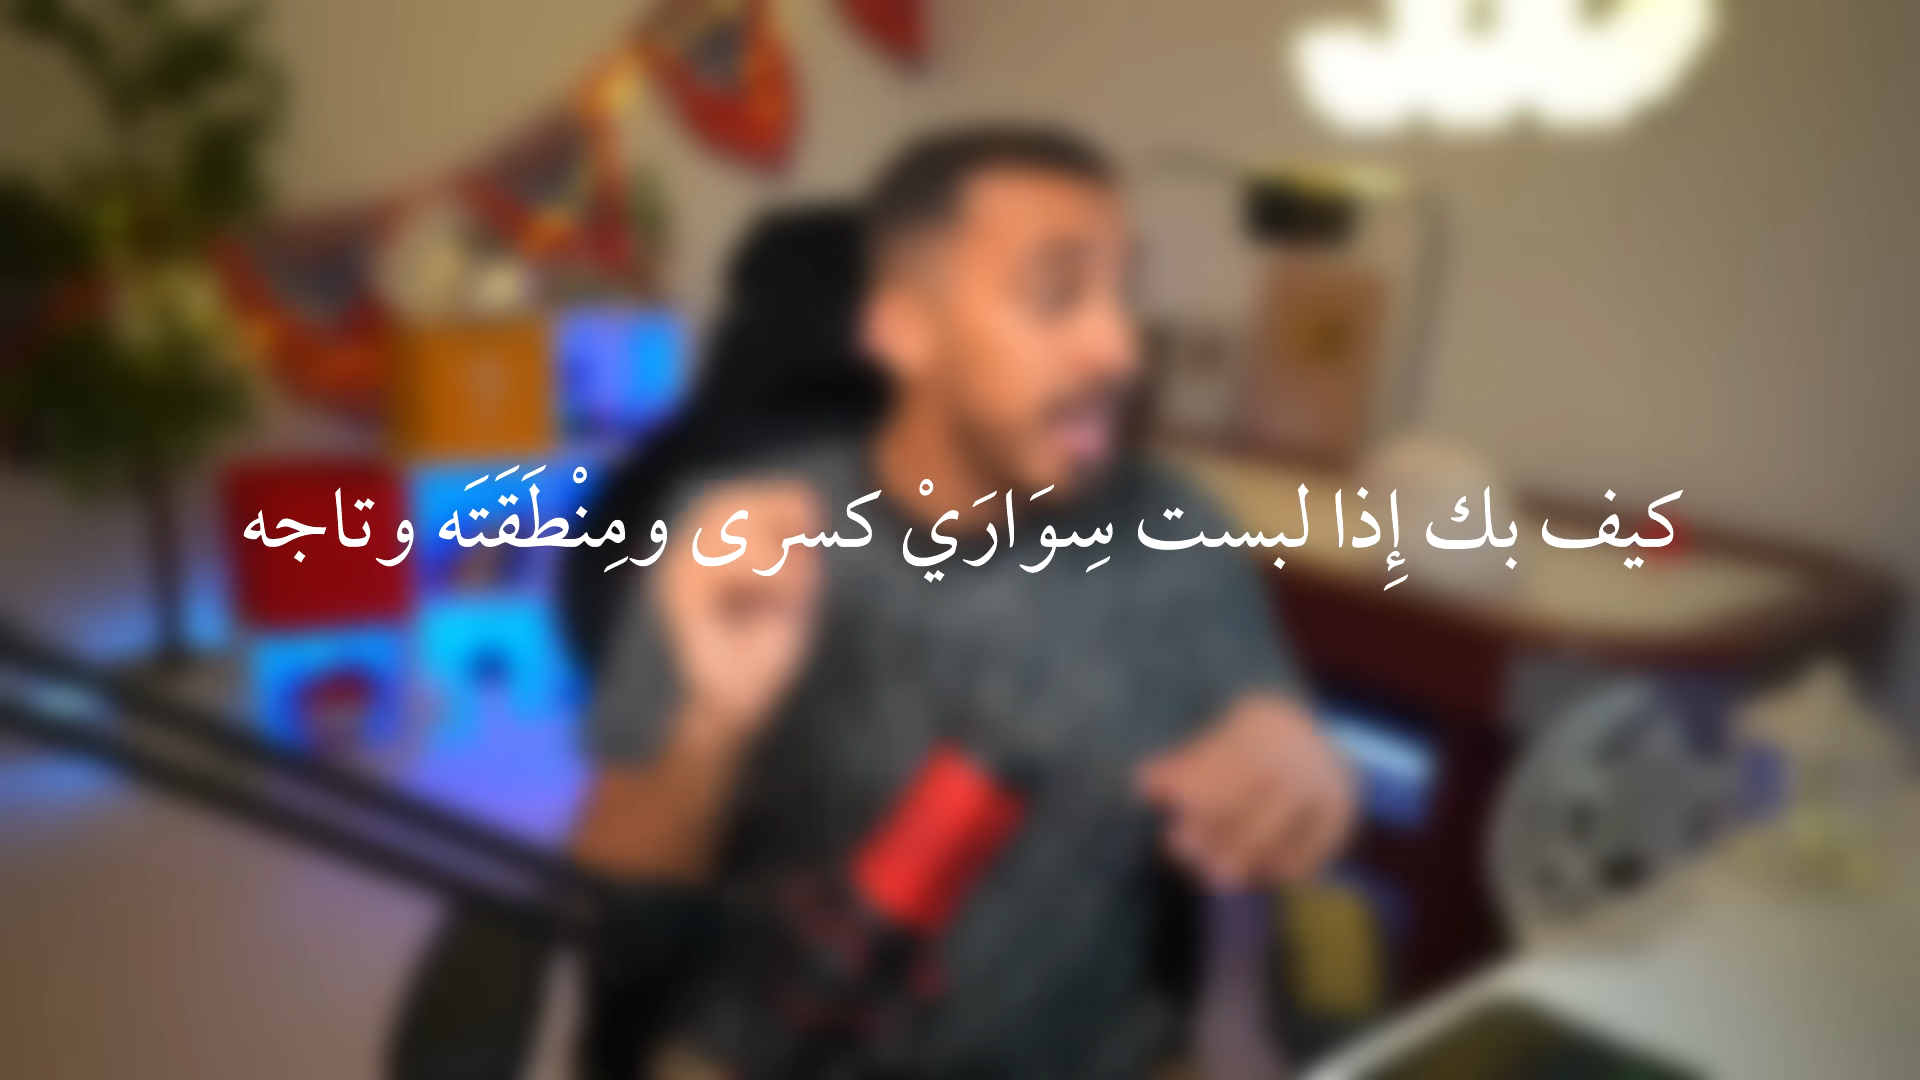 كيف بك إِذا لبست سِوَارَيْ كسرى ومِنْطَقَتَه وتاجه